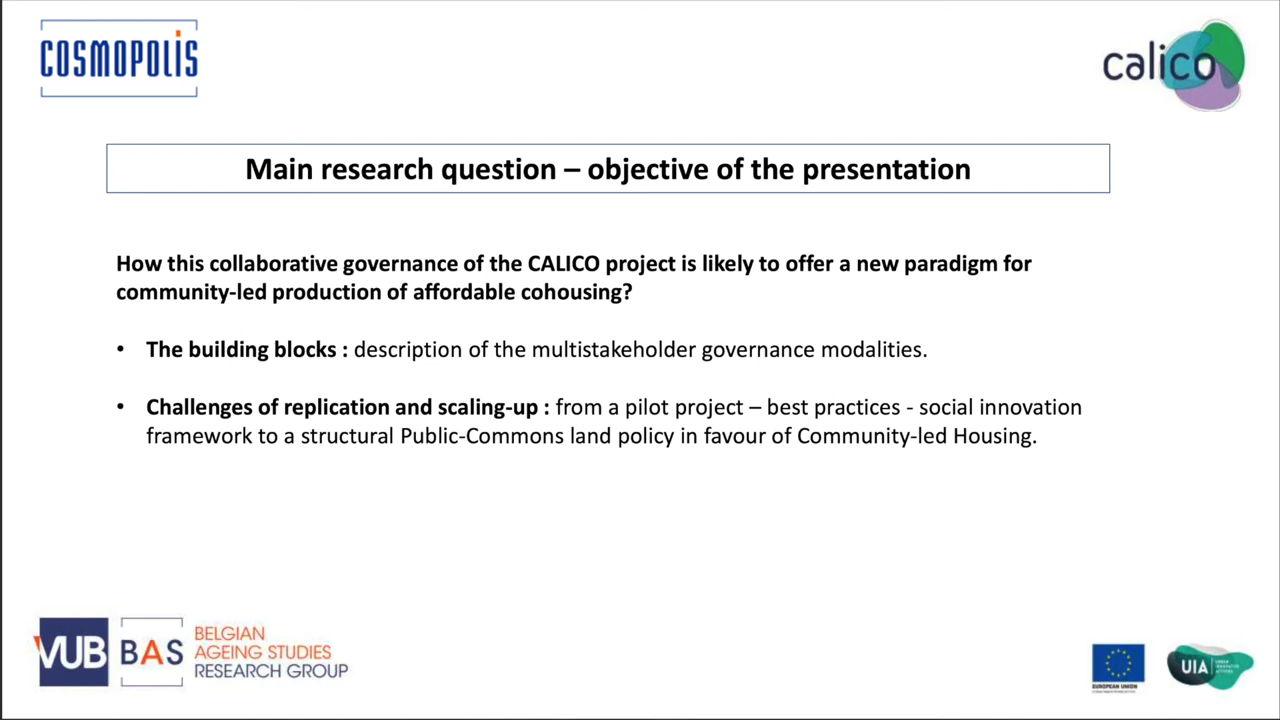 COSMOPOLIS
calico
Main research question – objective of the presentation
How this collaborative governance of the CALICO project is likely to offer a new paradigm for
community-led production of affordable cohousing?
• The building blocks : description of the multistakeholder governance modalities.
• Challenges of replication and scaling-up : from a pilot project – best practices - social innovation
framework to a structural Public-Commons land policy in favour of Community-led Housing.
VUB BAS
BELGIAN
AGEING STUDIES
RESEARCH GROUP
EUROPEAN UNION
UIA